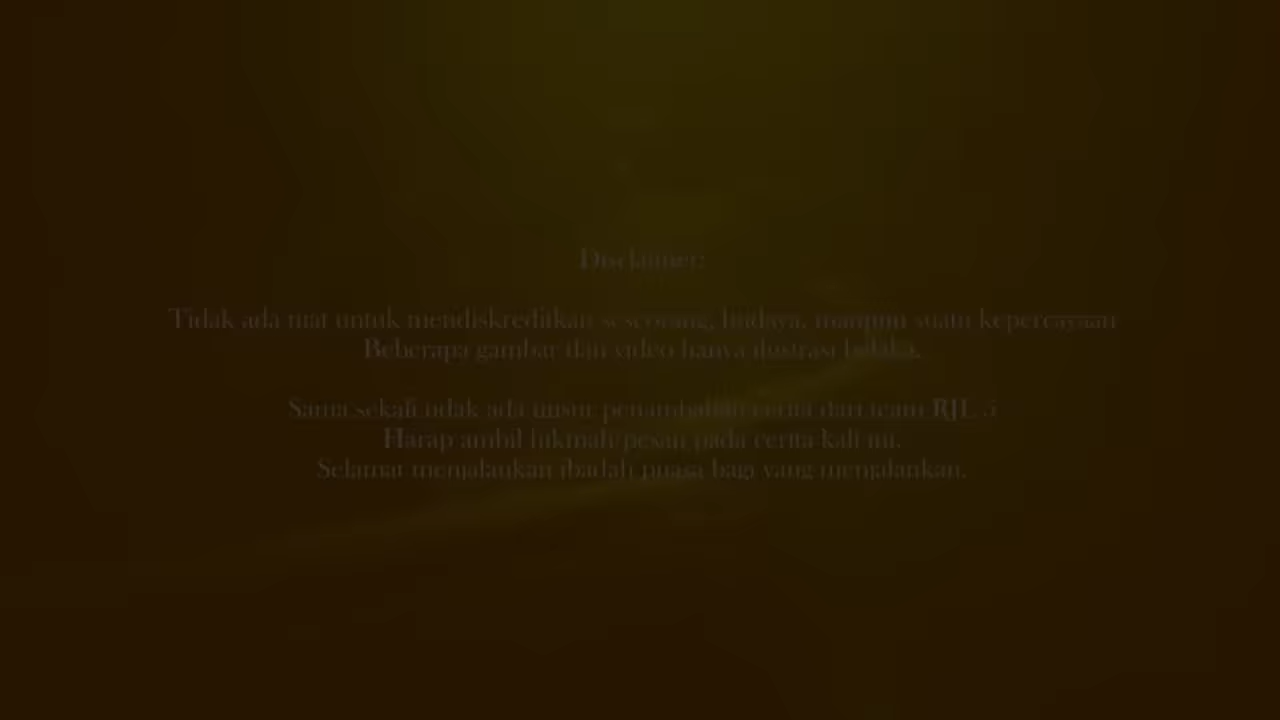 Disclaimer:
Tidak ada niat untuk mendiskreditkan seseorang, budaya, maupun suatu kepercayaan
Beberapa gambar dan video hanya ilustrasi belaka.
Sama sekali tidak ada unsur penambahan cerita dari team RJL
Harap ambil hikmah pesan pada cerita kali ini.
Selamat menjalankan ibadah puasa bagi yang menjalankan.